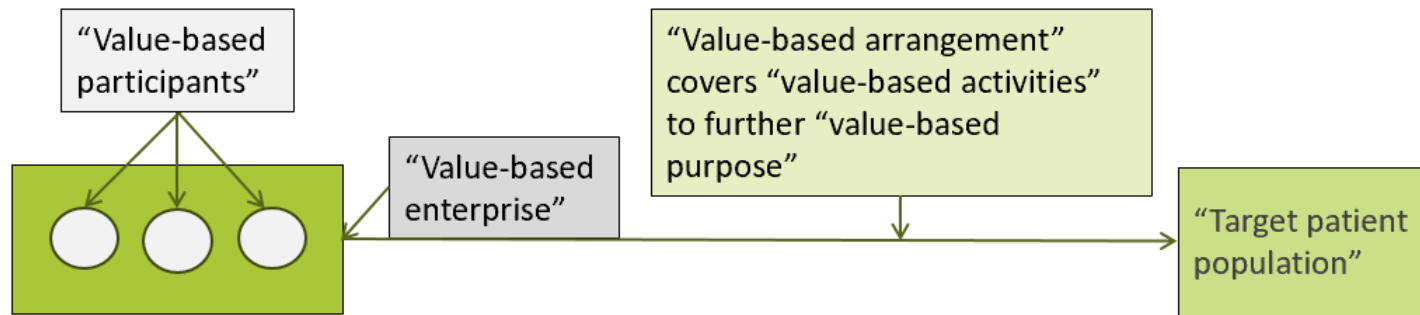 “Value-based
participants”
“Value-based
enterprise”
“Value-based arrangement”
covers “value-based activities”
to further “value-based
purpose”
“Target patient
population”